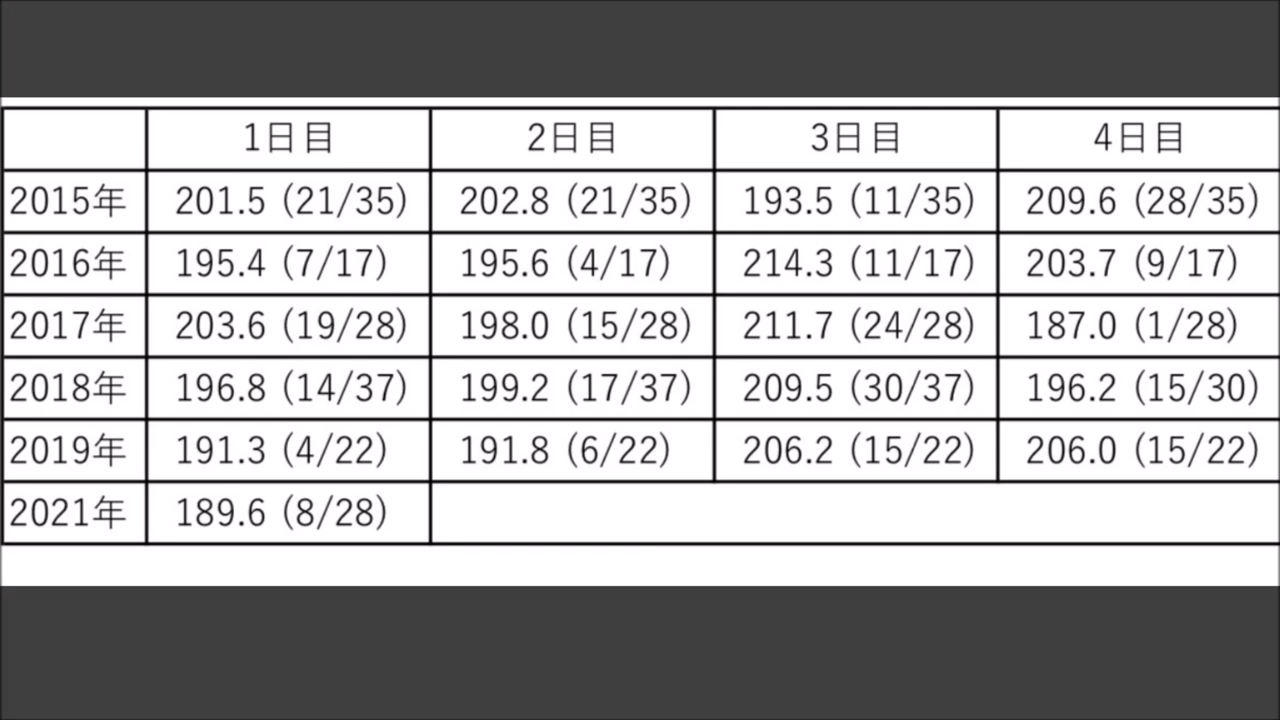 1日目 2日目 3日目 4日目
2015年 201.5 (21/35) 202.8 (21/35) 193.5 (11/35) 209.6 (28/35)
2016年 195.4 (7/17) 195.6 (4/17) 214.3 (11/17) 203.7 (9/17)
2017年 203.6 (19/28) 198.0 (15/28) 211.7 (24/28) 187.0 (1/28)
2018年 196.8 (14/37) 199.2 (17/37) 209.5 (30/37) 196.2 (15/30)
2019年 191.3 (4/22) 191.8 (6/22) 206.2 (15/22) 206.0 (15/22)
2021年 189.6 (8/28)